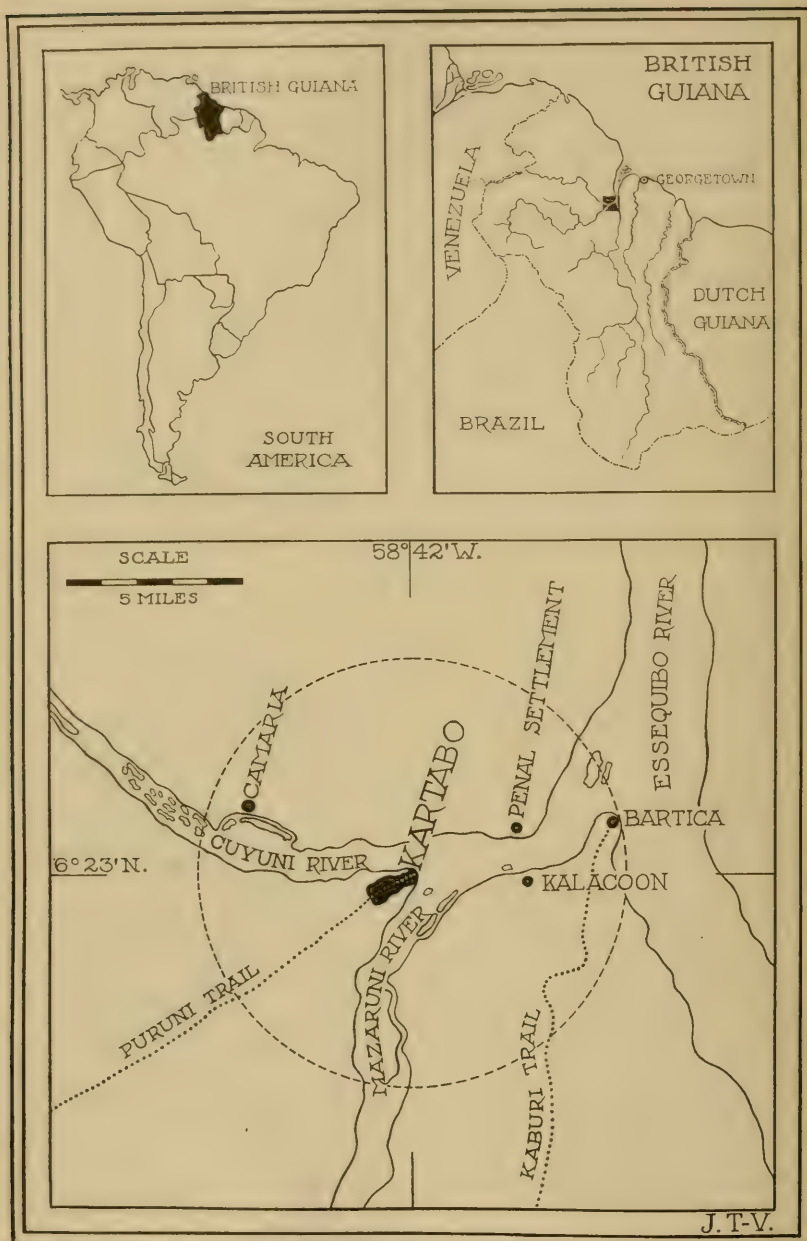 BRITISH GUIANA
SOUTH
AMERICA
BRITISH
GUIANA
GEORGETOWN
VENEZUELA
DUTCH
GUIANA
BRAZIL
SCALE
5 MILES
58°42'W.
6°23'N.
CAMARIA
CUYUNI RIVER
KARTABO
PENAL SETTLEMENT
ESSEQUIBO RIVER
BARTICA
KALACOON
MAZARUNI RIVER
PURUNI TRAIL
KABURI TRAIL
J.T-V.